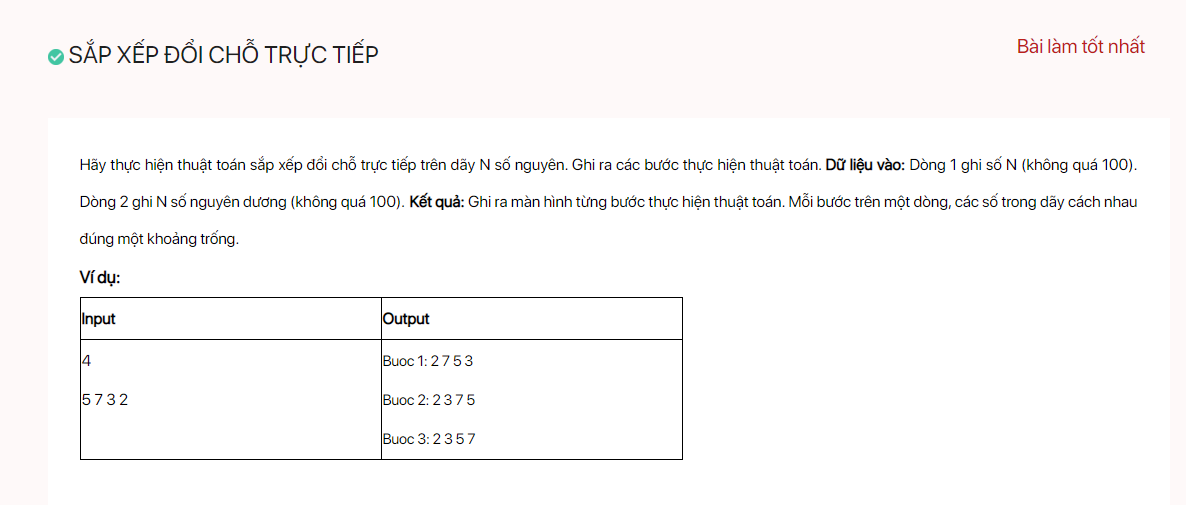 SẮP XẾP ĐỔI CHỖ TRỰC TIẾP
Bài làm tốt nhất
Hãy thực hiện thuật toán sắp xếp đổi chỗ trực tiếp trên dãy N số nguyên. Ghi ra các bước thực hiện thuật toán. Dữ liệu vào: Dòng 1 ghi số N (không quá 100).
Dòng 2 ghi N số nguyên dương (không quá 100). Kết quả: Ghi ra màn hình từng bước thực hiện thuật toán. Mỗi bước trên một dòng, các số trong dãy cách nhau
đúng một khoảng trống.
Ví dụ:
Input Output
4 Buoc 1: 2 7 5 3
5 7 3 2 Buoc 2: 2 3 7 5
Buoc 3: 2 3 5 7